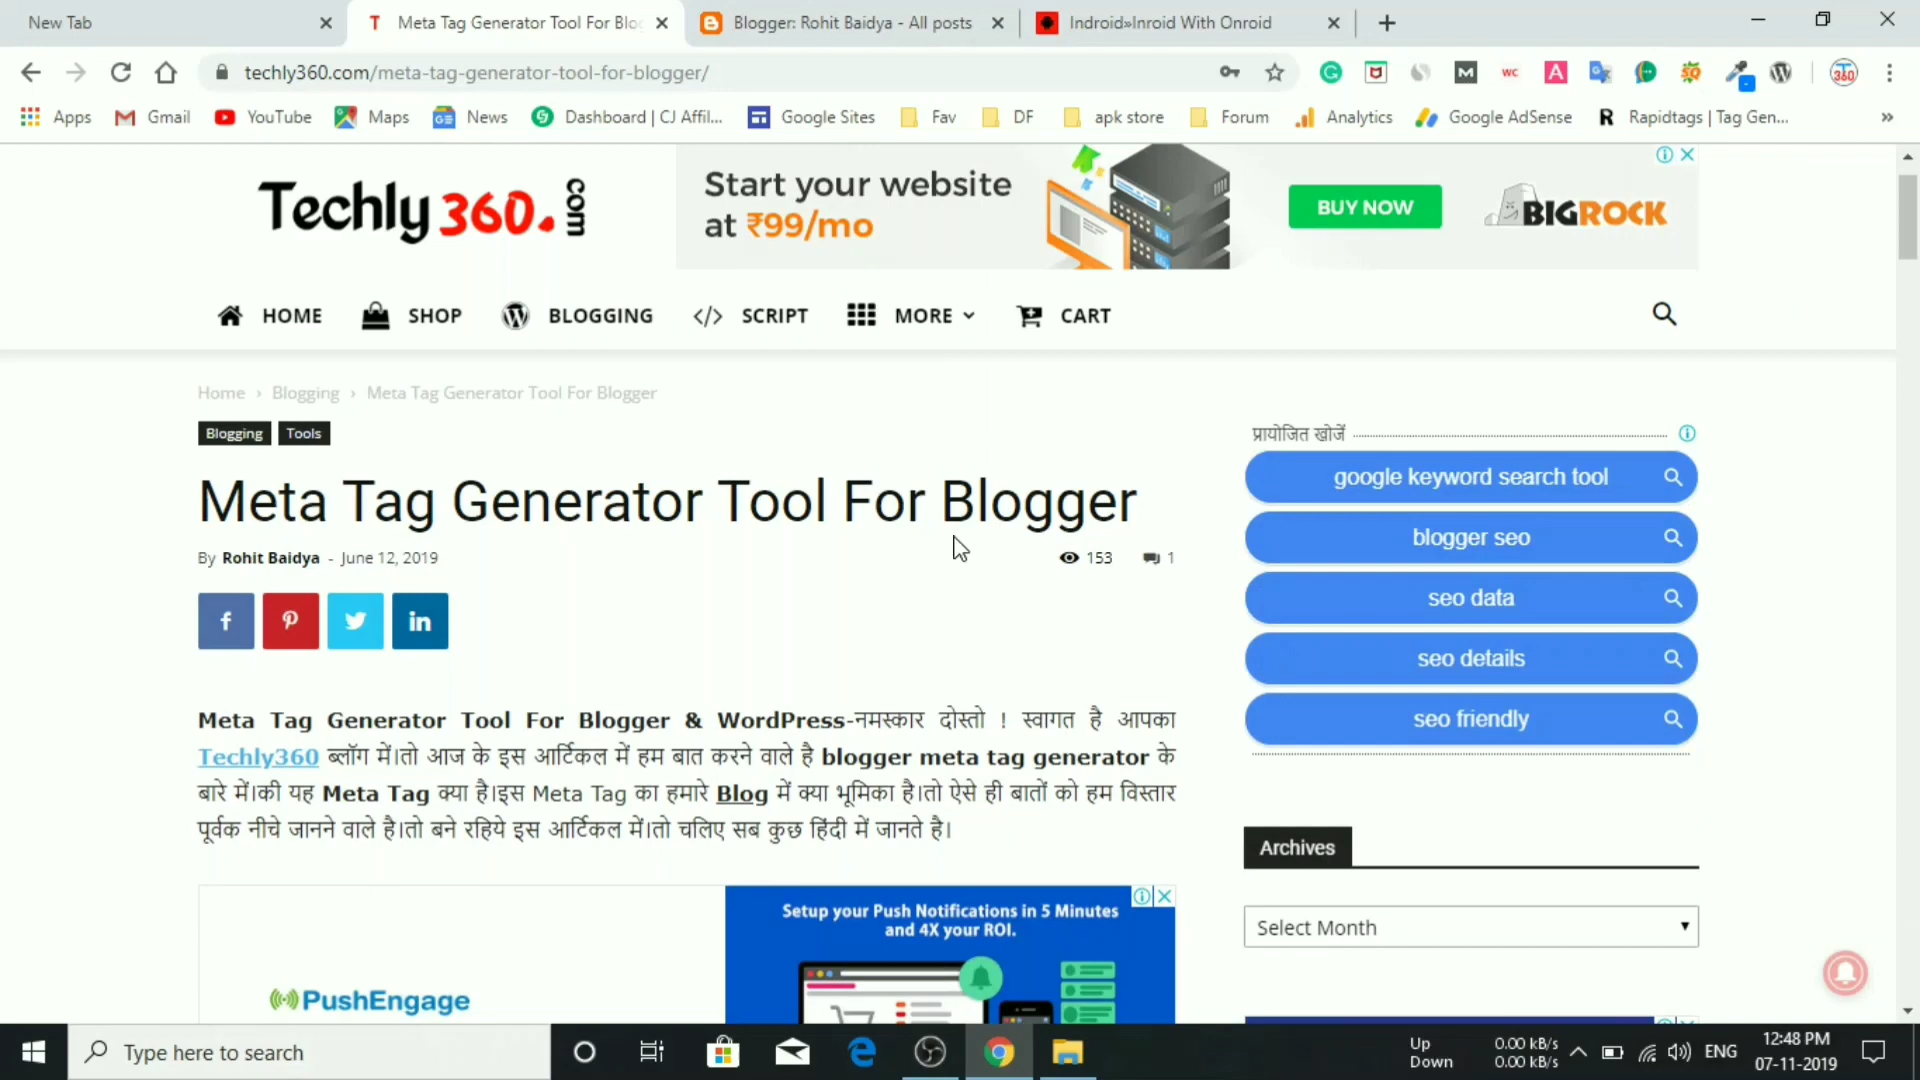 New Tab
Meta Tag Generator Tool For Blo
Blogger: Rohit Baidya - All posts
Indroid»Inroid With Onroid
techly360.com/meta-tag-generator-tool-for-blogger/
Apps
Gmail
YouTube
Maps
News
Dashboard | CJ Affil...
Google Sites
Fav
DF
apk store
Forum
Analytics
Google AdSense
Rapidtags | Tag Gen...
Techly 360.com
Start your website
at ₹99/mo
BUY NOW
BIGROCK
HOME
SHOP
BLOGGING
SCRIPT
MORE
CART
Home › Blogging › Meta Tag Generator Tool For Blogger
Blogging
Tools
Meta Tag Generator Tool For Blogger
By Rohit Baidya - June 12, 2019
153
1
Meta Tag Generator Tool For Blogger & WordPress-नमस्कार दोस्तो ! स्वागत है आपका
Techly360 ब्लॉग में।तो आज के इस आर्टिकल में हम बात करने वाले है blogger meta tag generator के
बारे में।की यह Meta Tag क्या है।इस Meta Tag का हमारे Blog में क्या भूमिका है।तो ऐसे ही बातों को हम विस्तार
पूर्वक नीचे जानने वाले है।तो बने रहिये इस आर्टिकल में।तो चलिए सब कुछ हिंदी में जानते है।
PushEngage
Setup your Push Notifications in 5 Minutes
and 4X your ROI.
प्रायोजित खोजें
google keyword search tool
blogger seo
seo data
seo details
seo friendly
Archives
Select Month
Type here to search
Up 0.00 kB/s
Down 0.00 kB/s
ENG
12:48 PM
07-11-2019